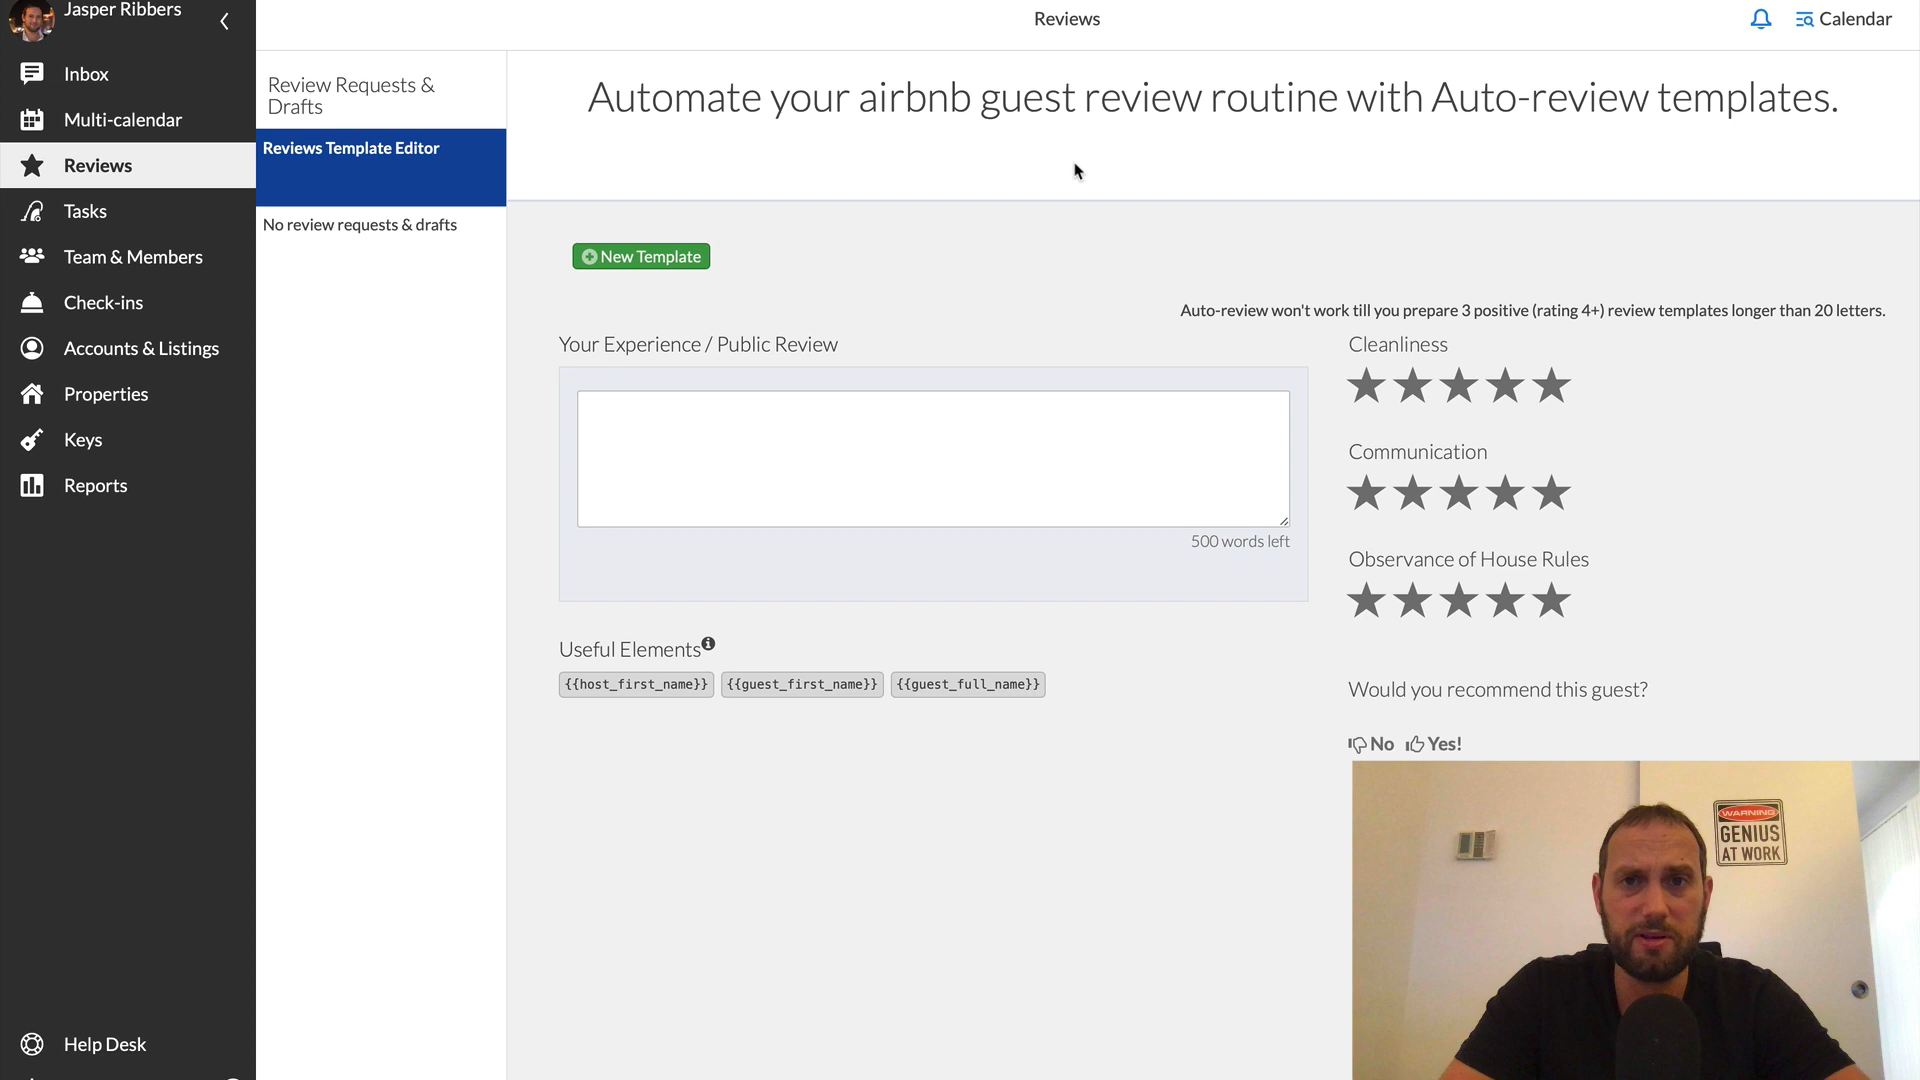 Jasper Ribbers
Inbox
Multi-calendar
Reviews
Tasks
Team & Members
Check-ins
Accounts & Listings
Properties
Keys
Reports
Help Desk
Reviews
Calendar
Review Requests &
Drafts
Reviews Template Editor
No review requests & drafts
Automate your airbnb guest review routine with Auto-review templates.
New Template
Auto-review won't work till you prepare 3 positive (rating 4+) review templates longer than 20 letters.
Your Experience / Public Review
500 words left
Useful Elements
{{host_first_name}} {{guest_first_name}} {{guest_full_name}}
Cleanliness
Communication
Observance of House Rules
Would you recommend this guest?
No Yes!
WARNING
GENIUS
AT WORK